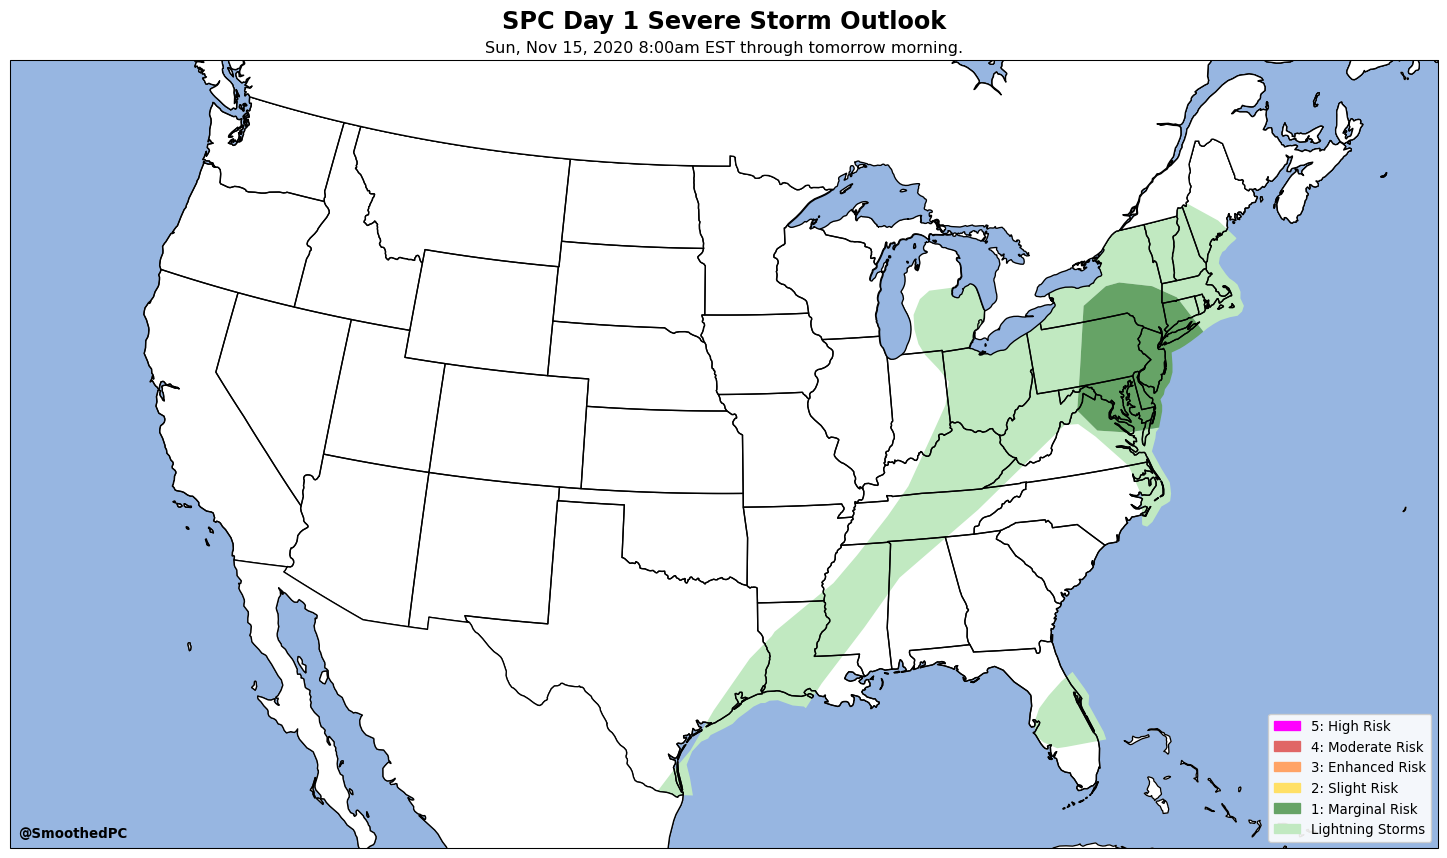 SPC Day 1 Severe Storm Outlook
Sun, Nov 15, 2020 8:00am EST through tomorrow morning.
5: High Risk
4: Moderate Risk
3: Enhanced Risk
2: Slight Risk
1: Marginal Risk
Lightning Storms
@SmoothedPC